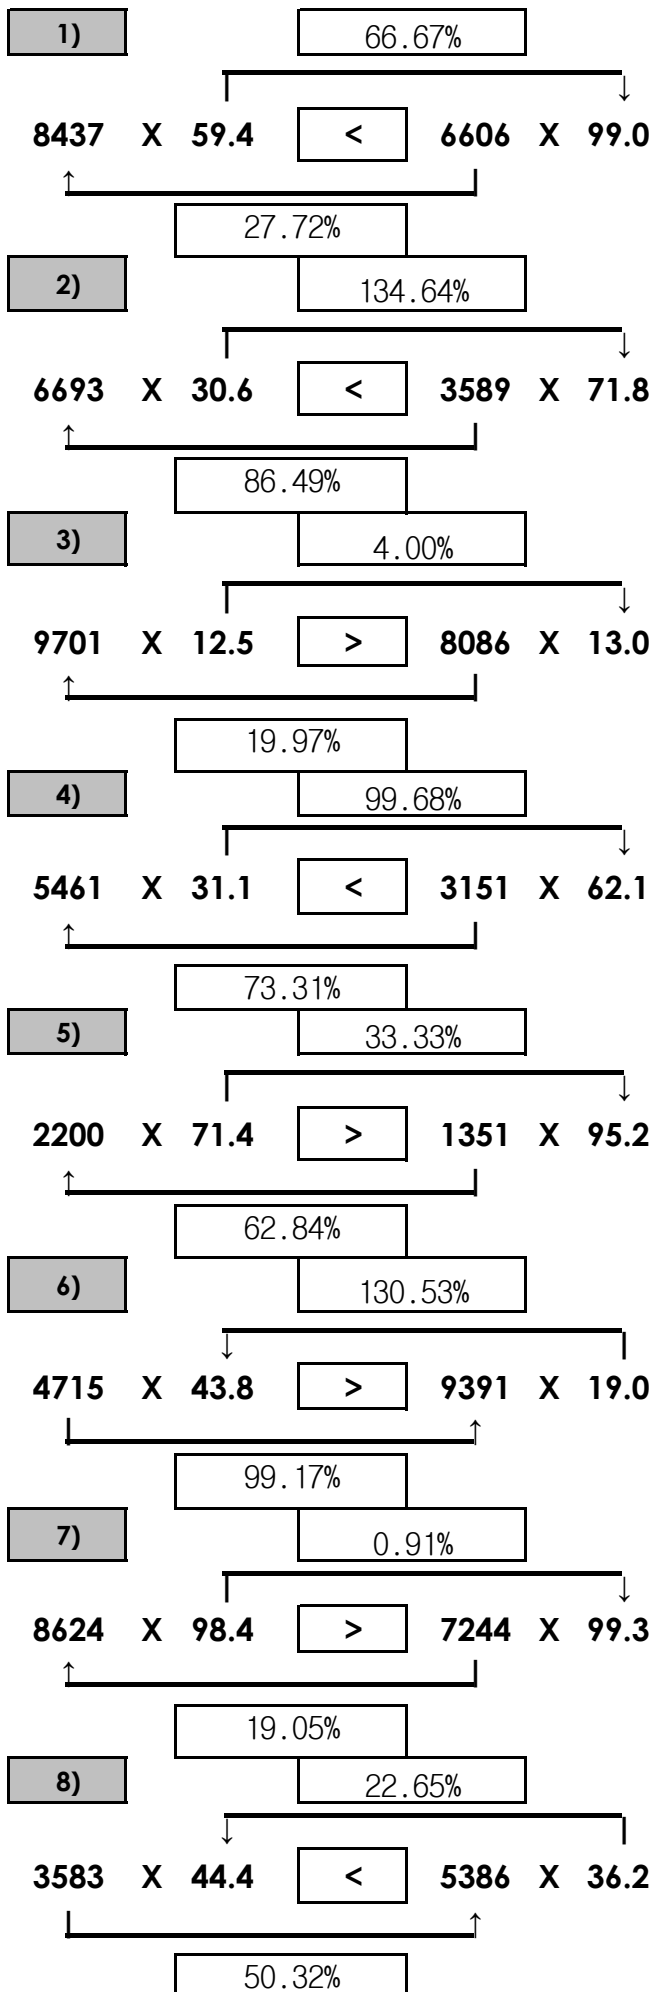 1) 66.67%
8437 X 59.4 < 6606 X 99.0
27.72%
2) 134.64%
6693 X 30.6 < 3589 X 71.8
86.49%
3) 4.00%
9701 X 12.5 > 8086 X 13.0
19.97%
4) 99.68%
5461 X 31.1 < 3151 X 62.1
73.31%
5) 33.33%
2200 X 71.4 > 1351 X 95.2
62.84%
6) 130.53%
4715 X 43.8 > 9391 X 19.0
99.17%
7) 0.91%
8624 X 98.4 > 7244 X 99.3
19.05%
8) 22.65%
3583 X 44.4 < 5386 X 36.2
50.32%